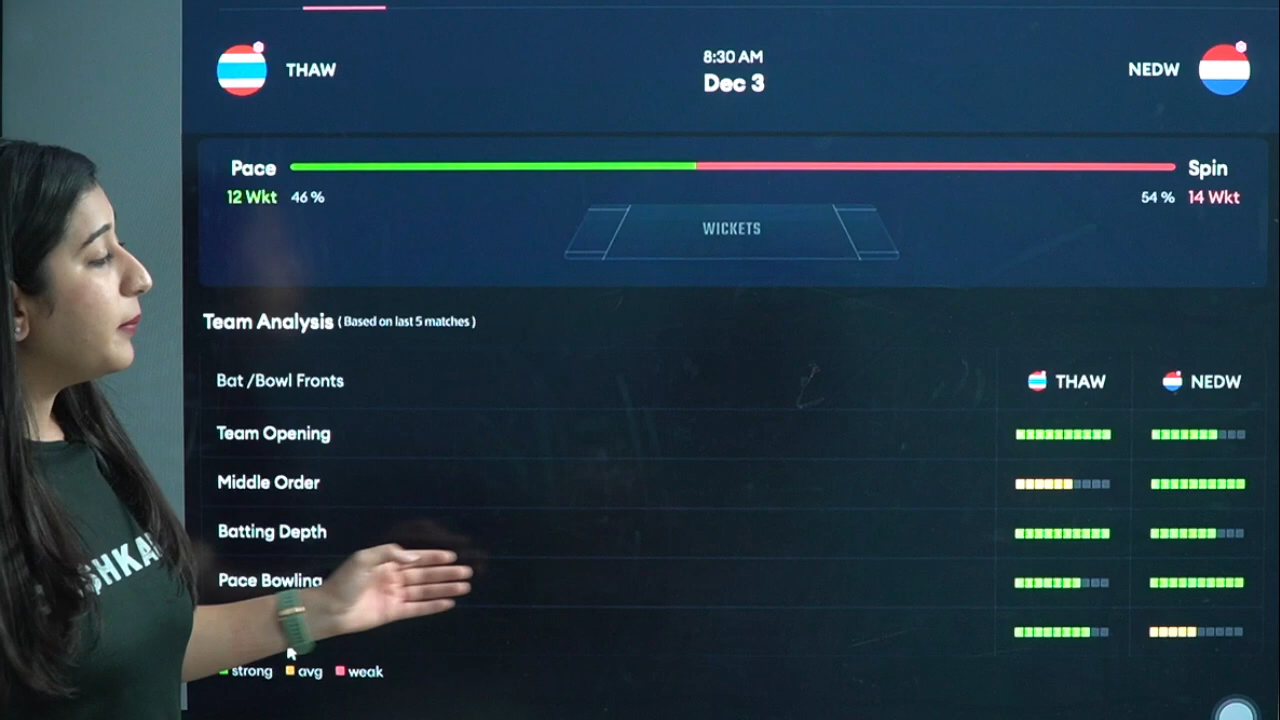 THAW
8:30 AM
Dec 3
NEDW
Pace
Spin
12 Wkt 46 %
54 % 14 Wkt
WICKETS
Team Analysis ( Based on last 5 matches )
Bat /Bowl Fronts THAW NEDW
Team Opening
Middle Order
Batting Depth
Pace Bowling
strong avg weak